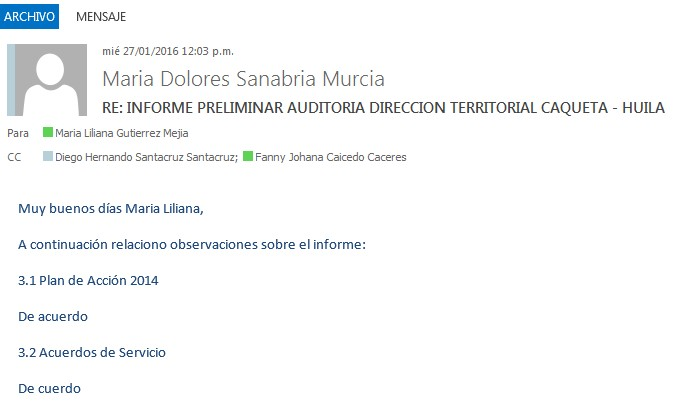 ARCHIVO MENSAJE
mié 27/01/2016 12:03 p.m.
Maria Dolores Sanabria Murcia
RE: INFORME PRELIMINAR AUDITORIA DIRECCION TERRITORIAL CAQUETA - HUILA
Para Maria Liliana Gutierrez Mejia
CC Diego Hernando Santacruz Santacruz; Fanny Johana Caicedo Caceres
Muy buenos días Maria Liliana,
A continuación relaciono observaciones sobre el informe:
3.1 Plan de Acción 2014
De acuerdo
3.2 Acuerdos de Servicio
De cuerdo